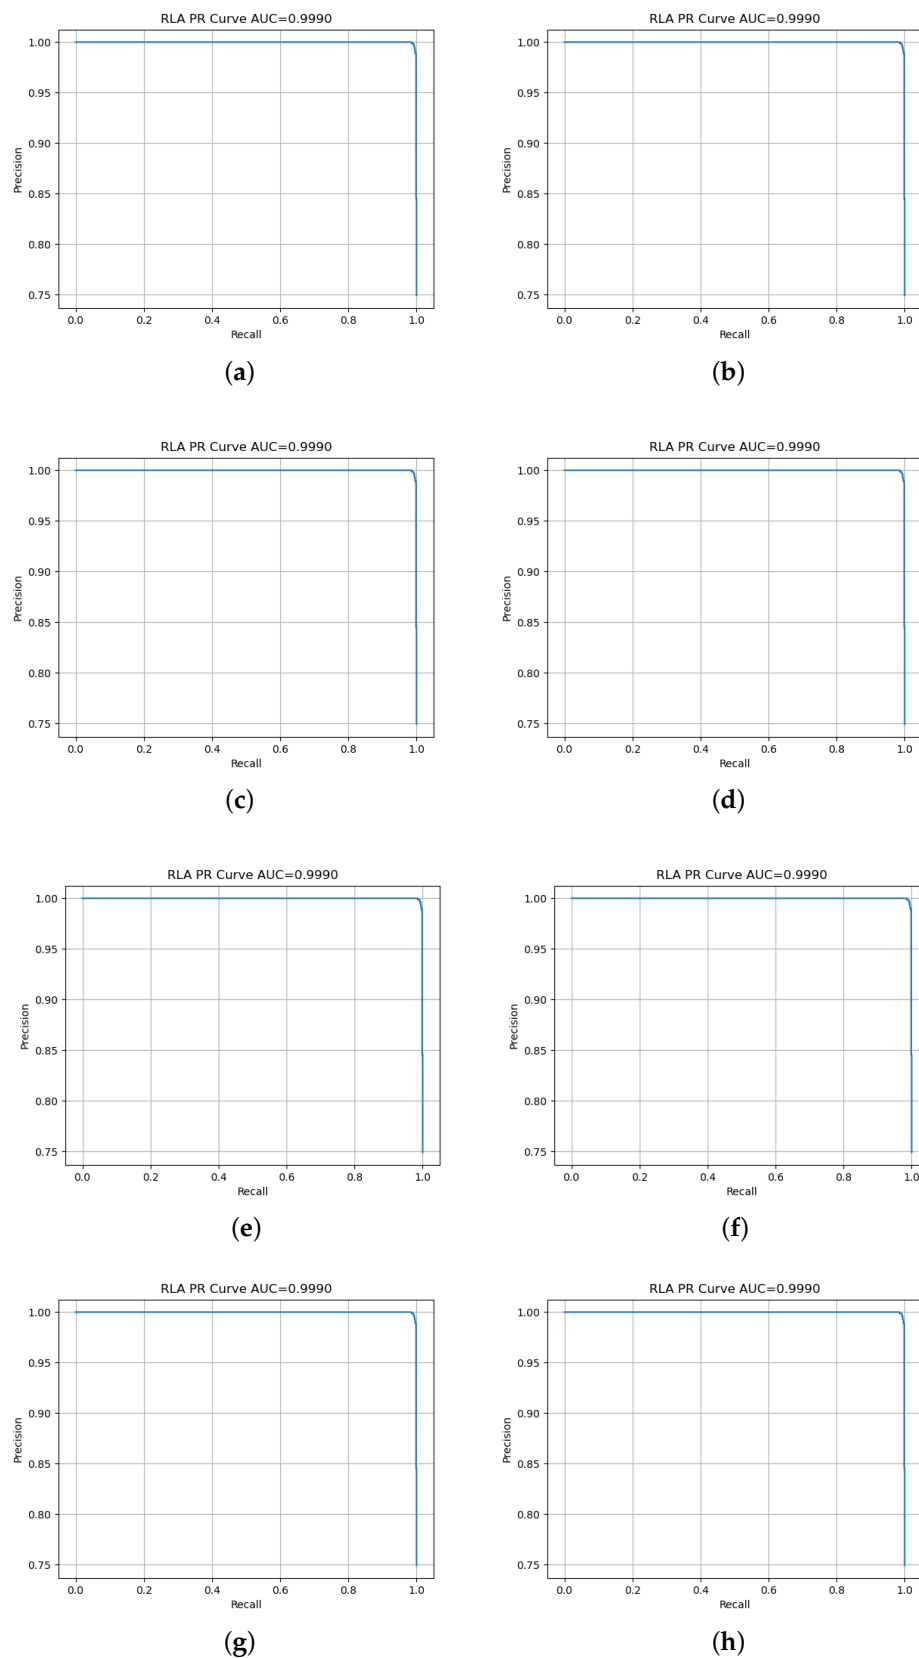 RLA PR Curve AUC=0.9990 RLA PR Curve AUC=0.9990
1.00 1.00
0.95 0.95
0.90 0.90
Precision Precision
0.85 0.85
0.80 0.80
0.75 0.75
0.0 0.2 0.4 0.6 0.8 1.0 0.0 0.2 0.4 0.6 0.8 1.0
Recall Recall
(a) (b)
RLA PR Curve AUC=0.9990 RLA PR Curve AUC=0.9990
1.00 1.00
0.95 0.95
0.90 0.90
Precision Precision
0.85 0.85
0.80 0.80
0.75 0.75
0.0 0.2 0.4 0.6 0.8 1.0 0.0 0.2 0.4 0.6 0.8 1.0
Recall Recall
(c) (d)
RLA PR Curve AUC=0.9990 RLA PR Curve AUC=0.9990
1.00 1.00
0.95 0.95
0.90 0.90
Precision Precision
0.85 0.85
0.80 0.80
0.75 0.75
0.0 0.2 0.4 0.6 0.8 1.0 0.0 0.2 0.4 0.6 0.8 1.0
Recall Recall
(e) (f)
RLA PR Curve AUC=0.9990 RLA PR Curve AUC=0.9990
1.00 1.00
0.95 0.95
0.90 0.90
Precision Precision
0.85 0.85
0.80 0.80
0.75 0.75
0.0 0.2 0.4 0.6 0.8 1.0 0.0 0.2 0.4 0.6 0.8 1.0
Recall Recall
(g) (h)